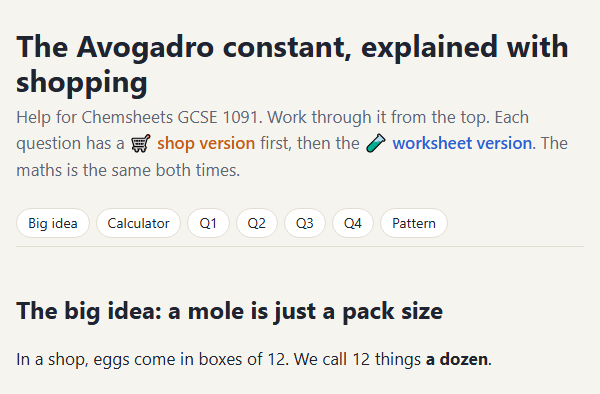 The Avogadro constant, explained with
shopping
Help for Chemsheets GCSE 1091. Work through it from the top. Each
question has a 🛒 shop version first, then the 🧪 worksheet version. The
maths is the same both times.
Big idea
Calculator
Q1
Q2
Q3
Q4
Pattern
The big idea: a mole is just a pack size
In a shop, eggs come in boxes of 12. We call 12 things a dozen.